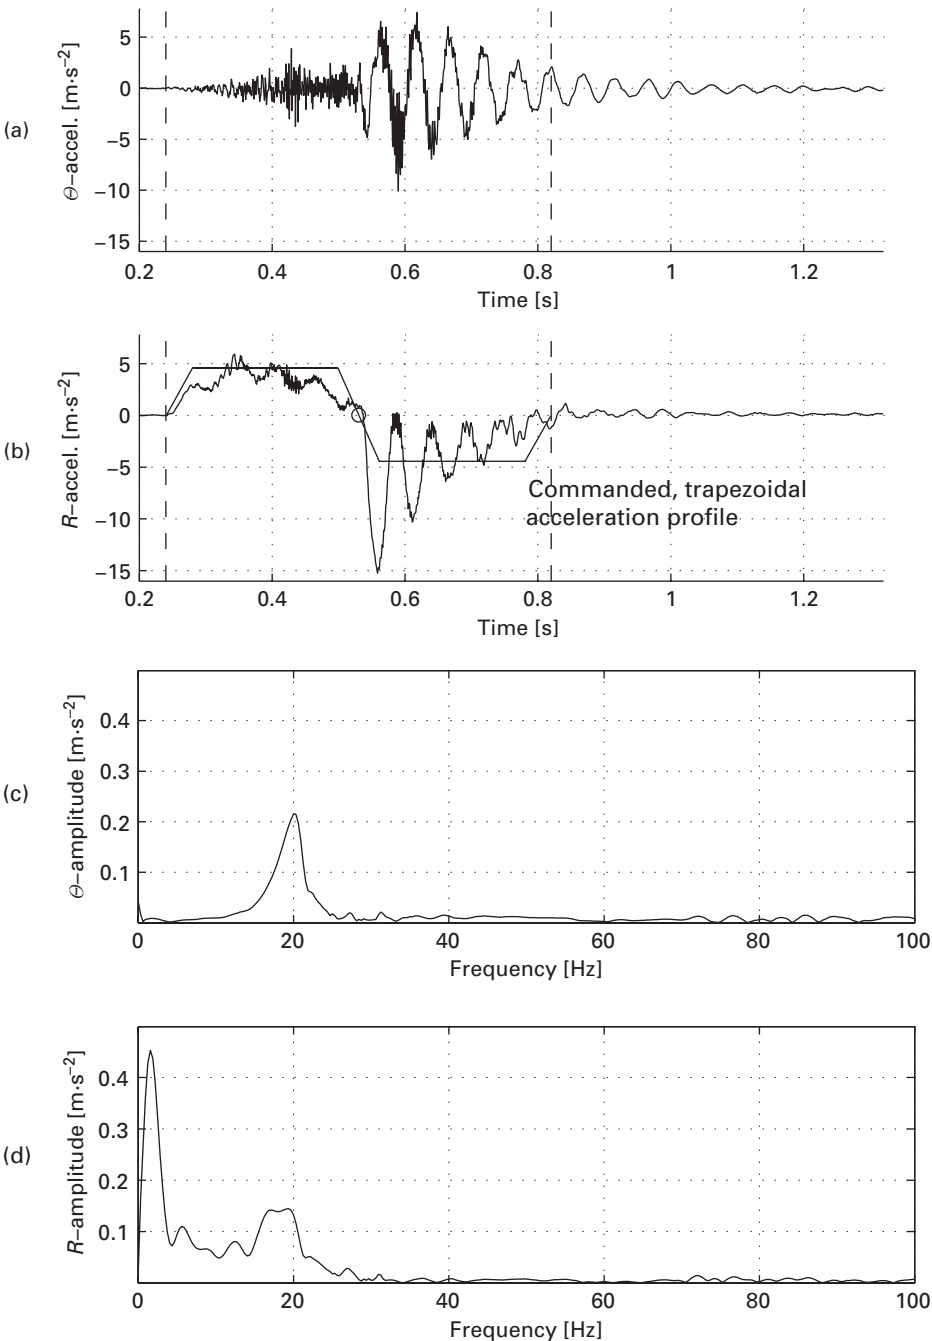 (a)
Θ–accel. [m·s⁻²]
5
0
−5
−10
−15
0.2 0.4 0.6 0.8 1 1.2
Time [s]
(b)
R–accel. [m·s⁻²]
5
0
−5
−10
−15
Commanded, trapezoidal
acceleration profile
0.2 0.4 0.6 0.8 1 1.2
Time [s]
(c)
Θ–amplitude [m·s⁻²]
0.4
0.3
0.2
0.1
0 20 40 60 80 100
Frequency [Hz]
(d)
R–amplitude [m·s⁻²]
0.4
0.3
0.2
0.1
0 20 40 60 80 100
Frequency [Hz]